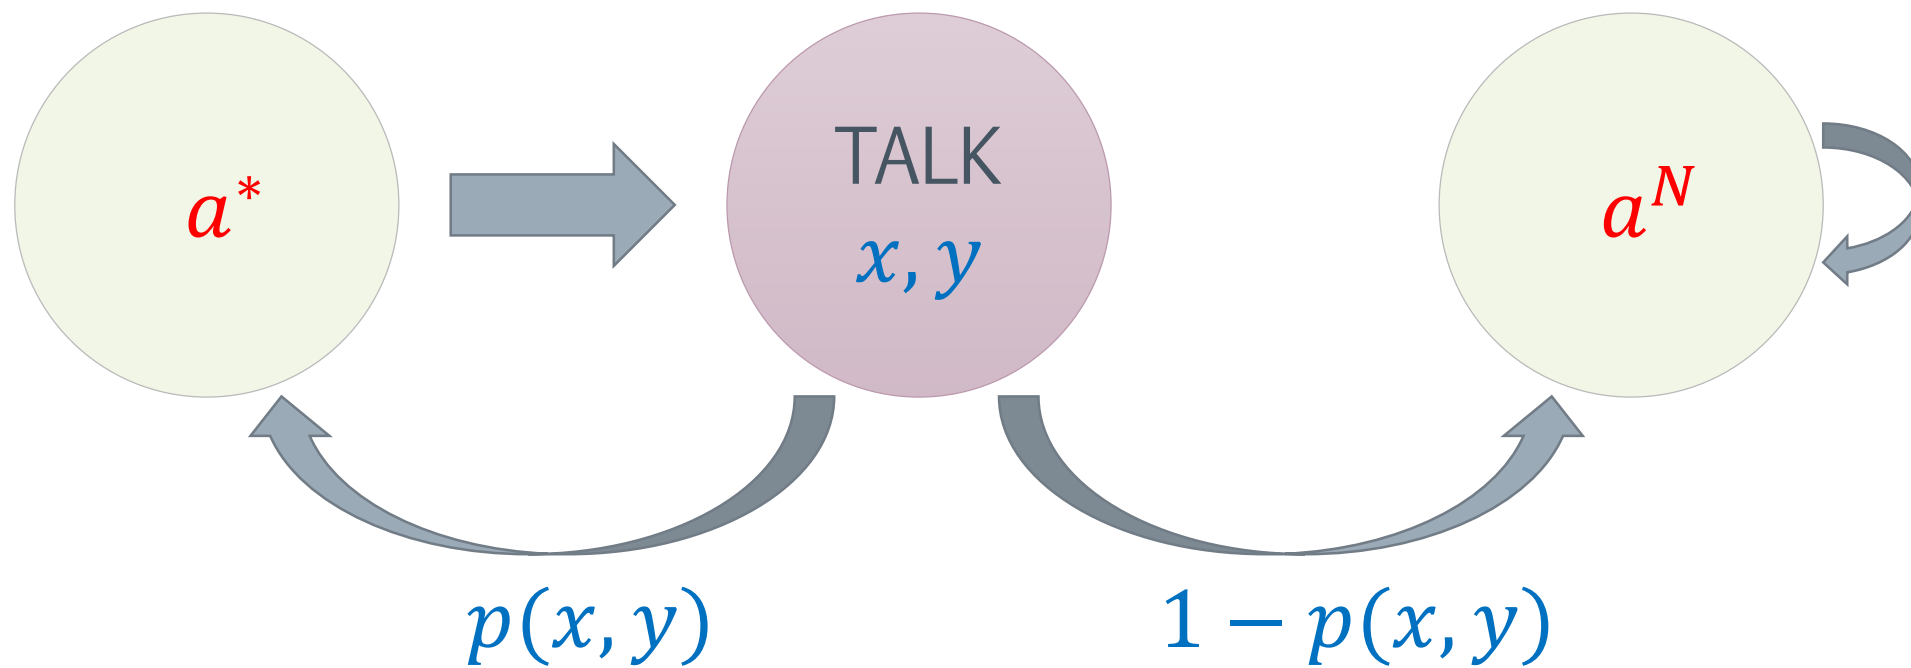 a*
TALK
x, y
a^N
p(x, y)
1 − p(x, y)